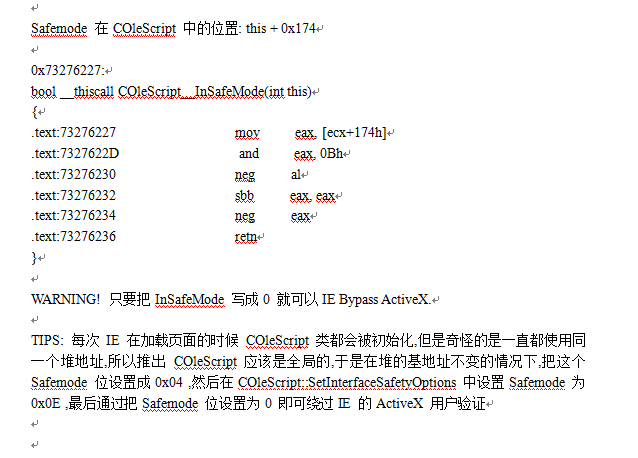 Safemode 在 COleScript 中的位置: this + 0x174
0x73276227:
bool __thiscall COleScript__InSafeMode(int this)
{
.text:73276227 mov eax, [ecx+174h]
.text:7327622D and eax, 0Bh
.text:73276230 neg al
.text:73276232 sbb eax, eax
.text:73276234 neg eax
.text:73276236 retn
}
WARNING! 只要把 InSafeMode 写成 0 就可以 IE Bypass ActiveX.
TIPS: 每次 IE 在加载页面的时候 COleScript 类都会被初始化,但是奇怪的是一直都使用同
一个堆地址,所以推出 COleScript 应该是全局的,于是在堆的基地址不变的情况下,把这个
Safemode 位设置成 0x04 ,然后在 COleScript::SetInterfaceSafetyOptions 中设置 Safemode 为
0x0E ,最后通过把 Safemode 位设置为 0 即可绕过 IE 的 ActiveX 用户验证